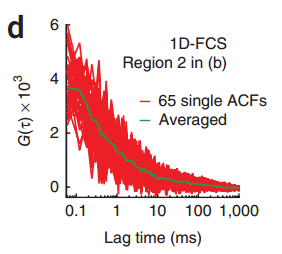 d
6
1D-FCS
Region 2 in (b)
4
65 single ACFs
Averaged
2
0
G(τ) × 10³
0.1 1 10 100 1,000
Lag time (ms)